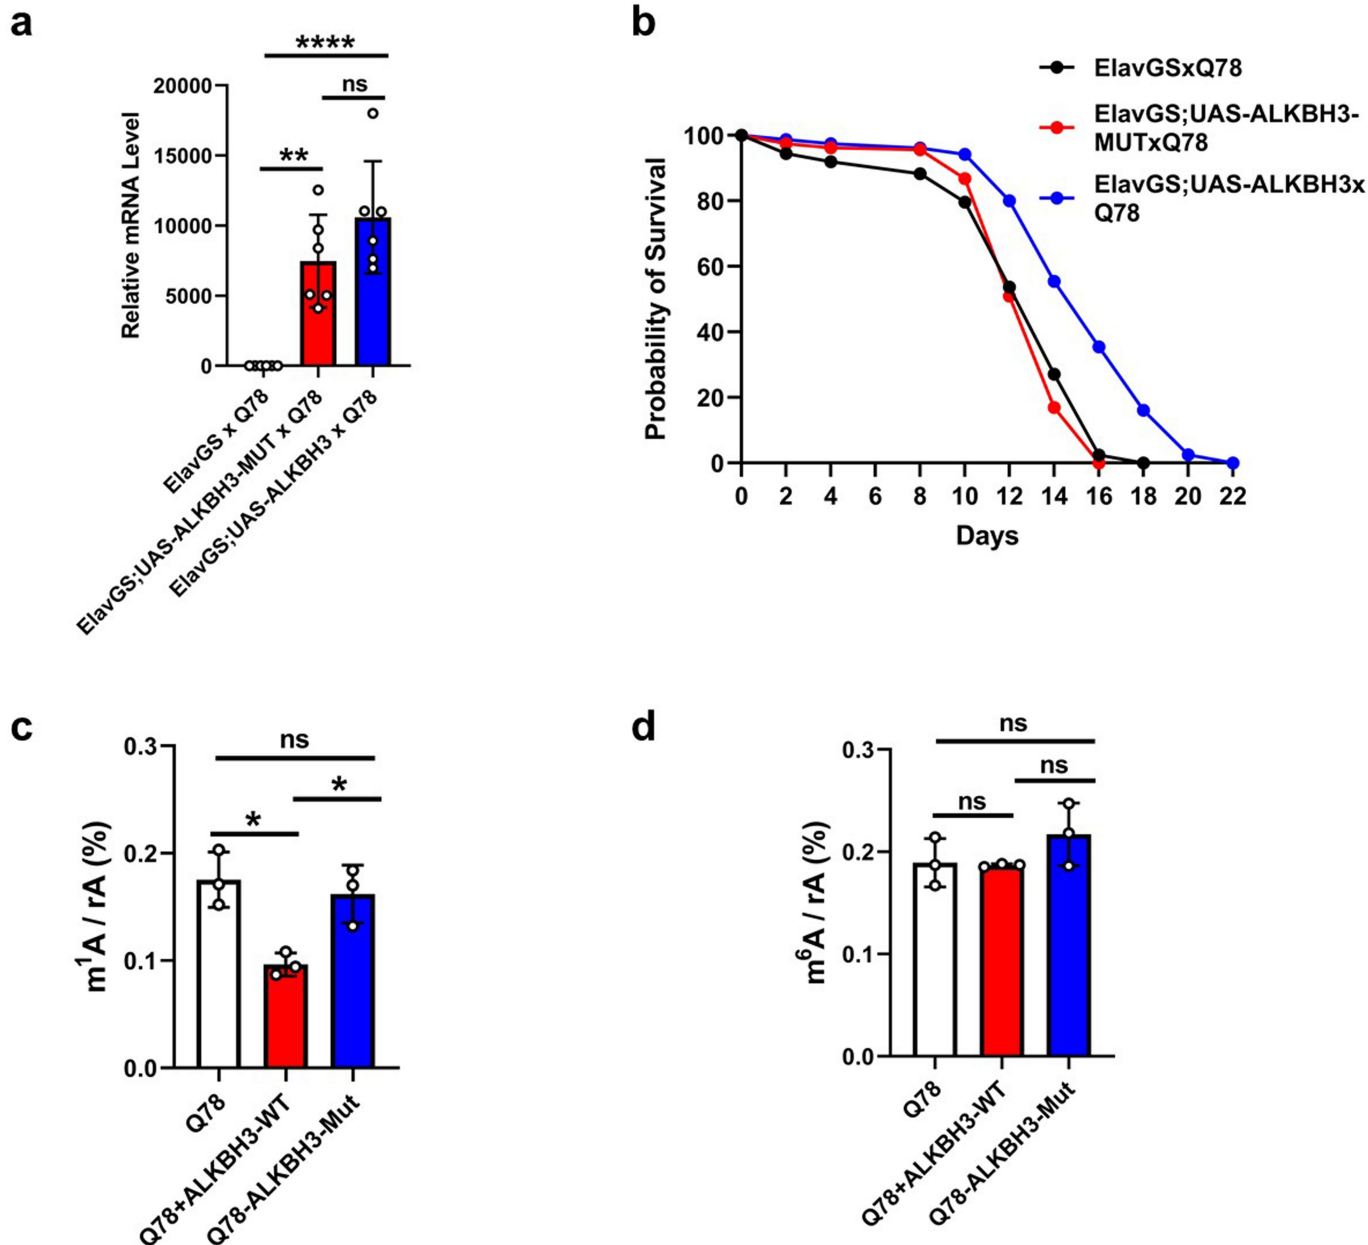 a
****
ns
**
20000
15000
10000
5000
0
Relative mRNA Level
ElavGS x Q78
ElavGS;UAS-ALKBH3-MUT x Q78
ElavGS;UAS-ALKBH3 x Q78
b
ElavGSxQ78
ElavGS;UAS-ALKBH3-
MUTxQ78
ElavGS;UAS-ALKBH3x
Q78
100
80
60
40
20
0
Probability of Survival
0 2 4 6 8 10 12 14 16 18 20 22
Days
c
ns
*
*
0.3
0.2
0.1
0.0
m¹A / rA (%)
Q78
Q78+ALKBH3-WT
Q78-ALKBH3-Mut
d
ns
ns
ns
0.3
0.2
0.1
0.0
m⁶A / rA (%)
Q78
Q78+ALKBH3-WT
Q78-ALKBH3-Mut